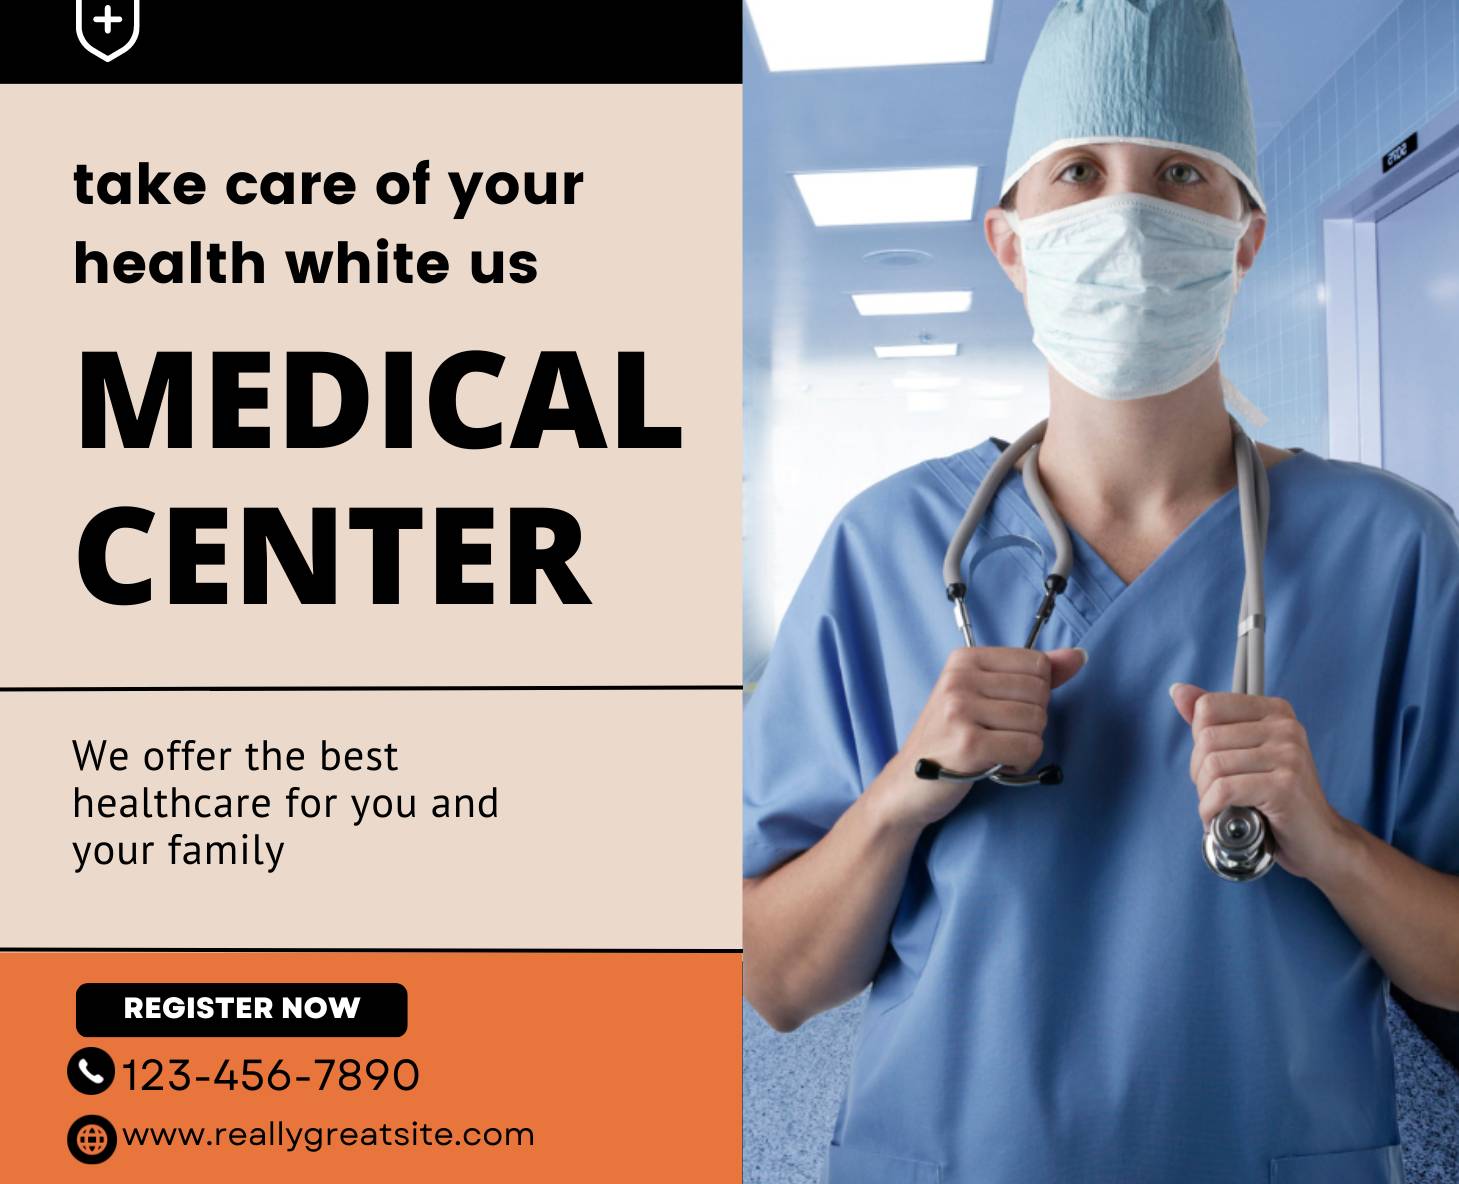 take care of your
health white us
MEDICAL
CENTER
We offer the best
healthcare for you and
your family
REGISTER NOW
123-456-7890
www.reallygreatsite.com